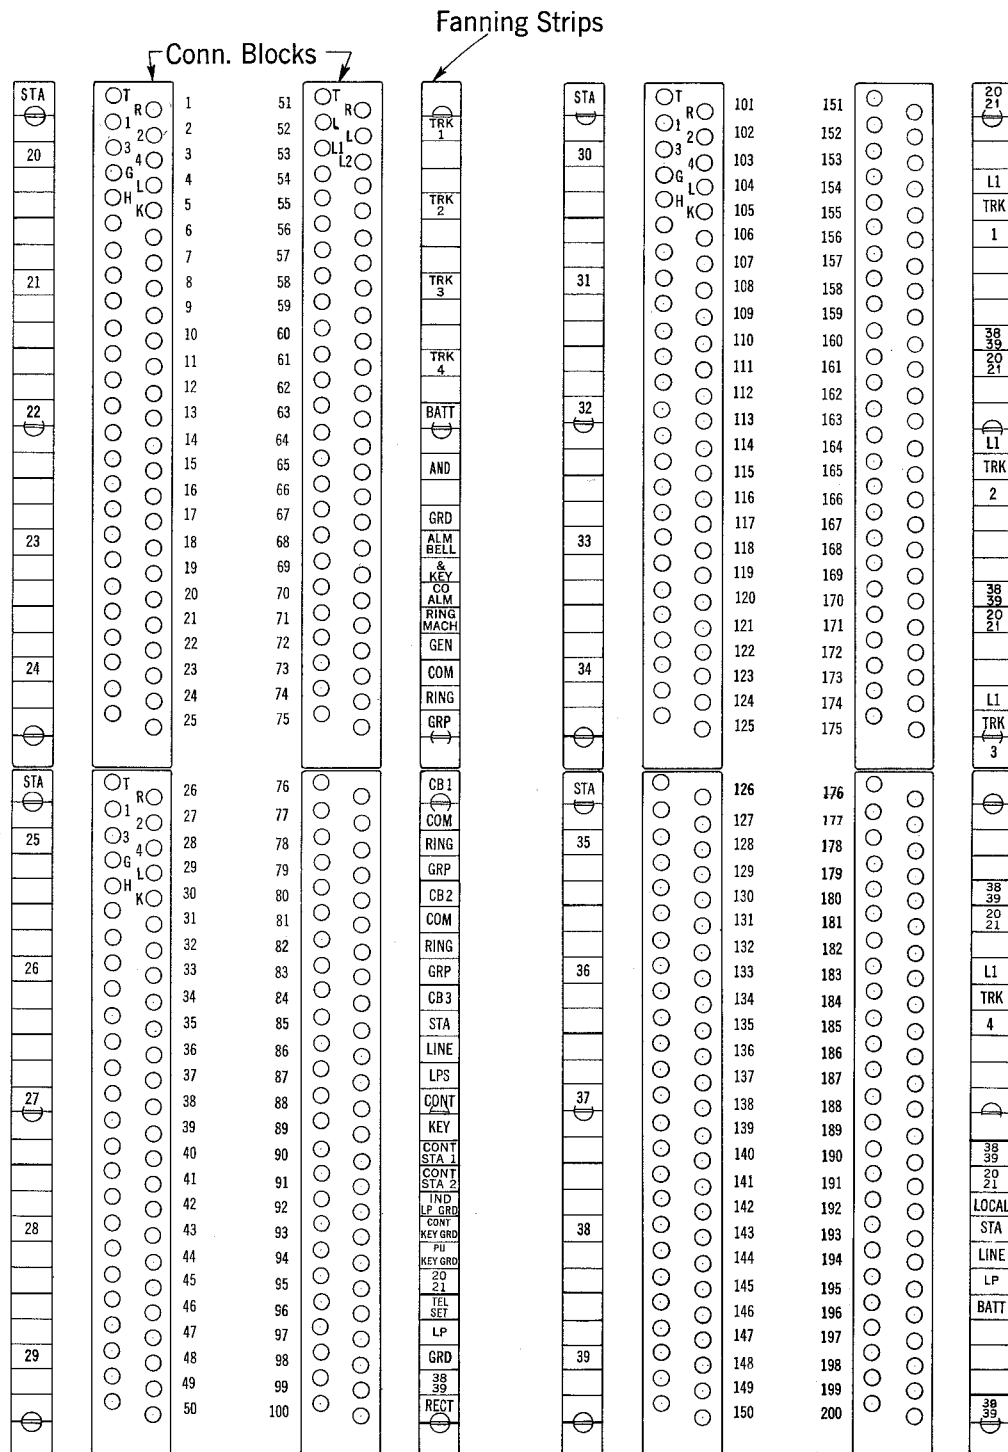 Fanning Strips
Conn. Blocks
STA
20
21
22
23
24
STA
25
26
27
28
29
T
R
1
2
3
4
G
L
H
K
T
R
1
2
3
4
G
L
H
K
1
2
3
4
5
6
7
8
9
10
11
12
13
14
15
16
17
18
19
20
21
22
23
24
25
26
27
28
29
30
31
32
33
34
35
36
37
38
39
40
41
42
43
44
45
46
47
48
49
50
51
52
53
54
55
56
57
58
59
60
61
62
63
64
65
66
67
68
69
70
71
72
73
74
75
76
77
78
79
80
81
82
83
84
85
86
87
88
89
90
91
92
93
94
95
96
97
98
99
100
T
R
L
L
L1
L2
TRK
1
TRK
2
TRK
3
TRK
4
BATT
AND
GRD
ALM
BELL
&
KEY
CO
ALM
RING
MACH
GEN
COM
RING
GRP
CB1
COM
RING
GRP
CB2
COM
RING
GRP
CB3
STA
LINE
LPS
CONT
KEY
CONT
STA 1
CONT
STA 2
IND
LP GRD
CONT
KEY GRD
PU
KEY GRD
20
21
TEL
SET
LP
GRD
38
39
RECT
STA
30
31
32
33
34
STA
35
36
37
38
39
T
R
1
2
3
4
G
L
H
K
101
102
103
104
105
106
107
108
109
110
111
112
113
114
115
116
117
118
119
120
121
122
123
124
125
126
127
128
129
130
131
132
133
134
135
136
137
138
139
140
141
142
143
144
145
146
147
148
149
150
151
152
153
154
155
156
157
158
159
160
161
162
163
164
165
166
167
168
169
170
171
172
173
174
175
176
177
178
179
180
181
182
183
184
185
186
187
188
189
190
191
192
193
194
195
196
197
198
199
200
20
21
L1
TRK
1
38
39
20
21
L1
TRK
2
38
39
20
21
L1
TRK
3
38
39
20
21
L1
TRK
4
38
39
20
21
LOCAL
STA
LINE
LP
BATT
38
39